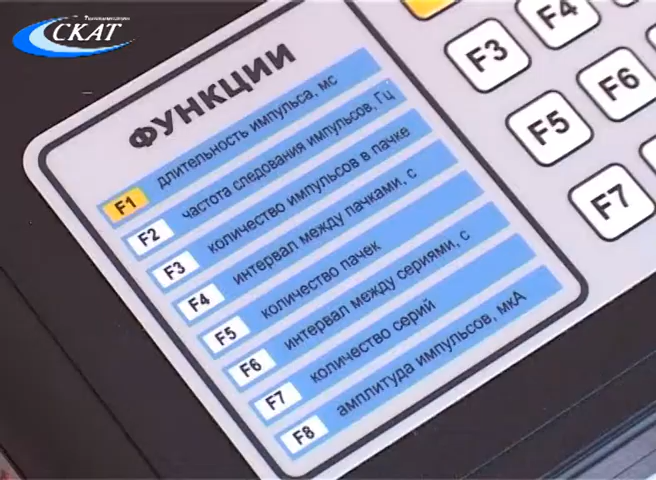 СКАТ
ФУНКЦИИ
F1 длительность импульса, мс
F2 частота следования импульсов, Гц
F3 количество импульсов в пачке
F4 интервал между пачками, с
F5 количество пачек
F6 интервал между сериями, с
F7 количество серий
F8 амплитуда импульсов, мкА
F3
F4
F5
F6
F7